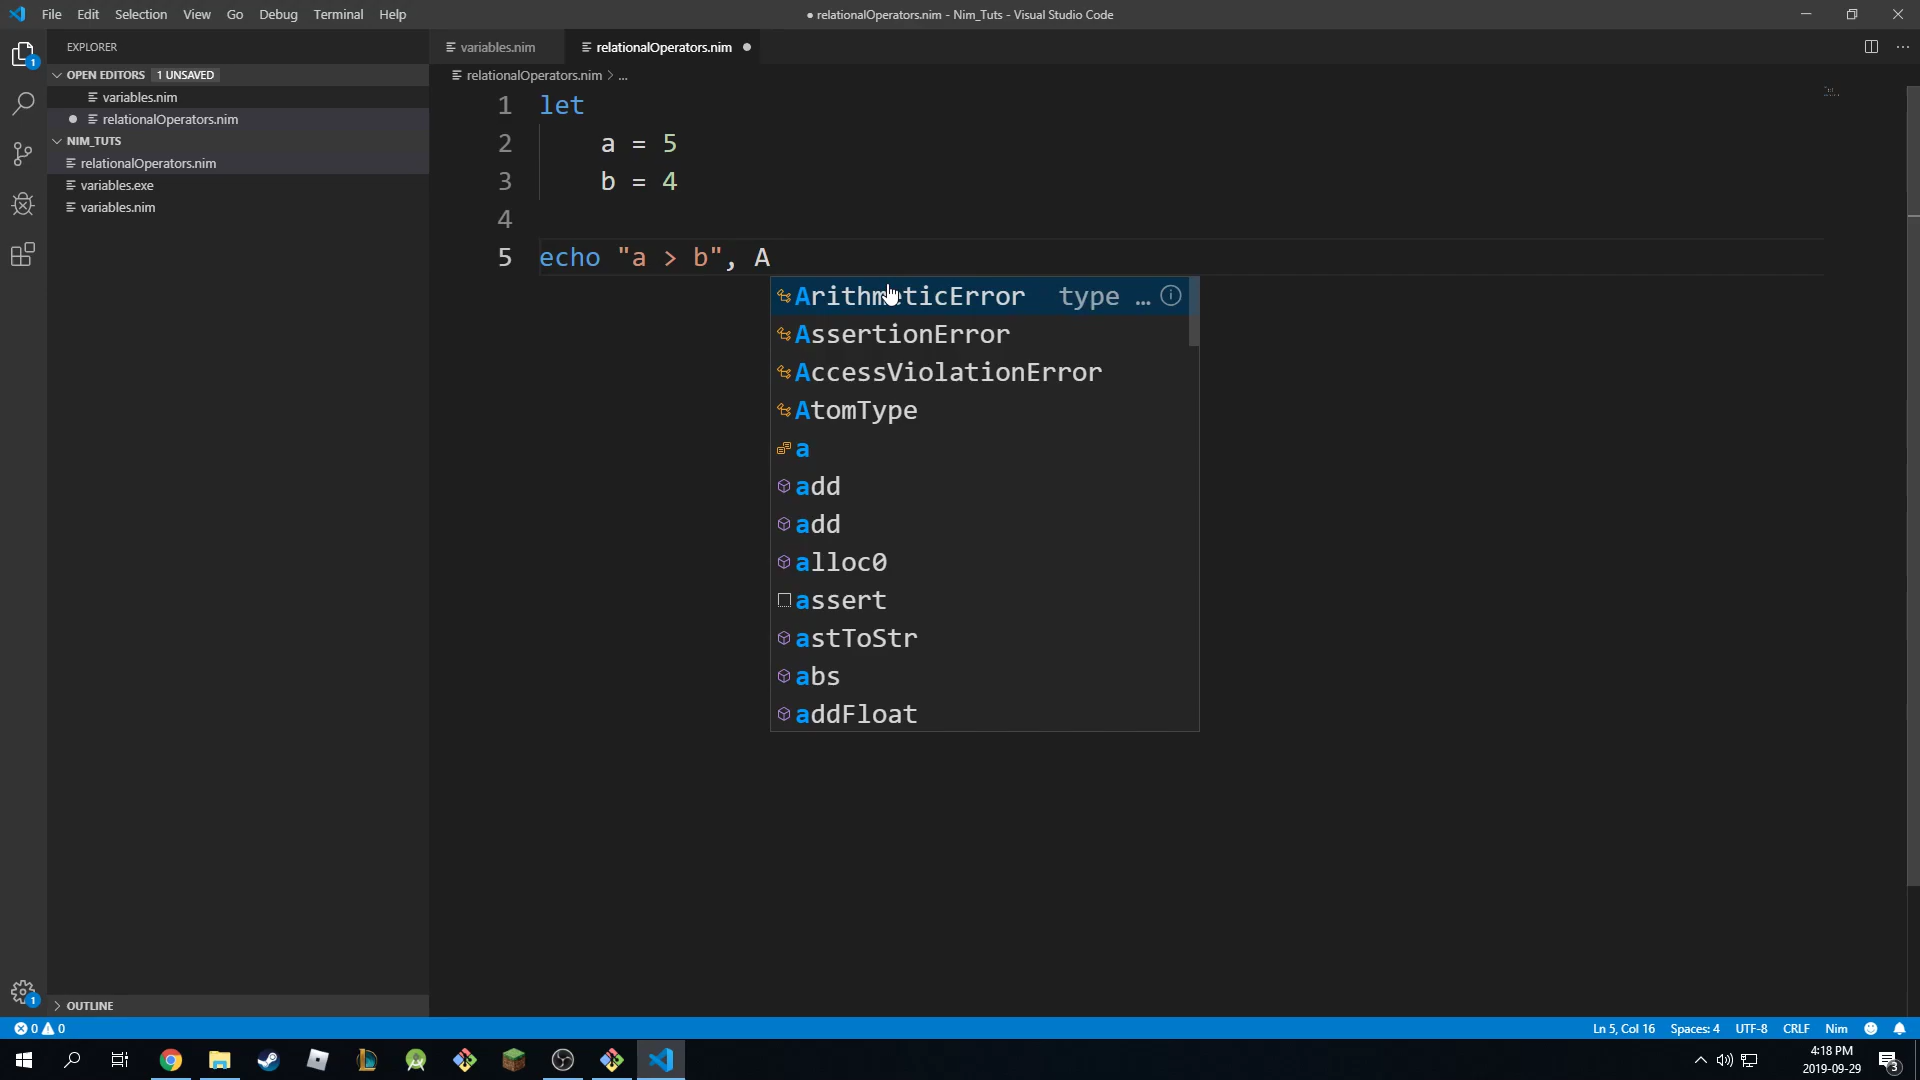 File Edit Selection View Go Debug Terminal Help
● relationalOperators.nim - Nim_Tuts - Visual Studio Code
EXPLORER
variables.nim
relationalOperators.nim ●
OPEN EDITORS 1 UNSAVED
relationalOperators.nim > ...
variables.nim
● relationalOperators.nim
NIM_TUTS
relationalOperators.nim
variables.exe
variables.nim
1 let
2 a = 5
3 b = 4
4
5 echo "a > b", A
ArithmeticError type ...
AssertionError
AccessViolationError
AtomType
a
add
add
alloc0
assert
astToStr
abs
addFloat
1
1
OUTLINE
0 0
Ln 5, Col 16 Spaces: 4 UTF-8 CRLF Nim
4:18 PM
2019-09-29
3